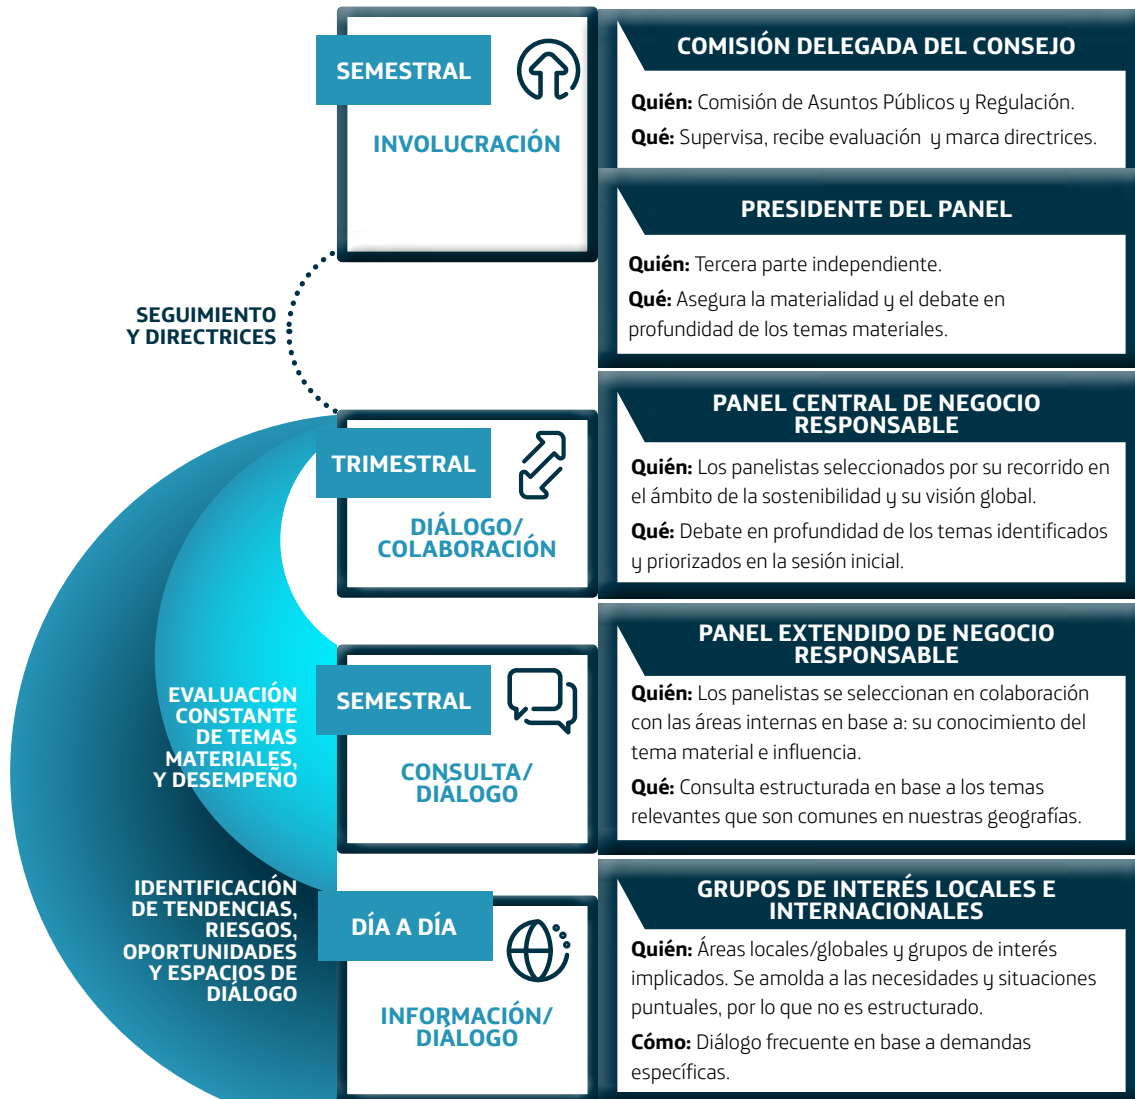 SEMESTRAL
INVOLUCRACIÓN
COMISIÓN DELEGADA DEL CONSEJO
Quién: Comisión de Asuntos Públicos y Regulación.
Qué: Supervisa, recibe evaluación y marca directrices.
PRESIDENTE DEL PANEL
Quién: Tercera parte independiente.
Qué: Asegura la materialidad y el debate en
profundidad de los temas materiales.
SEGUIMIENTO
Y DIRECTRICES
TRIMESTRAL
DIÁLOGO/
COLABORACIÓN
PANEL CENTRAL DE NEGOCIO
RESPONSABLE
Quién: Los panelistas seleccionados por su recorrido en
el ámbito de la sostenibilidad y su visión global.
Qué: Debate en profundidad de los temas identificados
y priorizados en la sesión inicial.
EVALUACIÓN
CONSTANTE
DE TEMAS
MATERIALES,
Y DESEMPEÑO
SEMESTRAL
CONSULTA/
DIÁLOGO
PANEL EXTENDIDO DE NEGOCIO
RESPONSABLE
Quién: Los panelistas se seleccionan en colaboración
con las áreas internas en base a: su conocimiento del
tema material e influencia.
Qué: Consulta estructurada en base a los temas
relevantes que son comunes en nuestras geografías.
IDENTIFICACIÓN
DE TENDENCIAS,
RIESGOS,
OPORTUNIDADES
Y ESPACIOS DE
DIÁLOGO
DÍA A DÍA
INFORMACIÓN/
DIÁLOGO
GRUPOS DE INTERÉS LOCALES E
INTERNACIONALES
Quién: Áreas locales/globales y grupos de interés
implicados. Se amolda a las necesidades y situaciones
puntuales, por lo que no es estructurado.
Cómo: Diálogo frecuente en base a demandas
específicas.